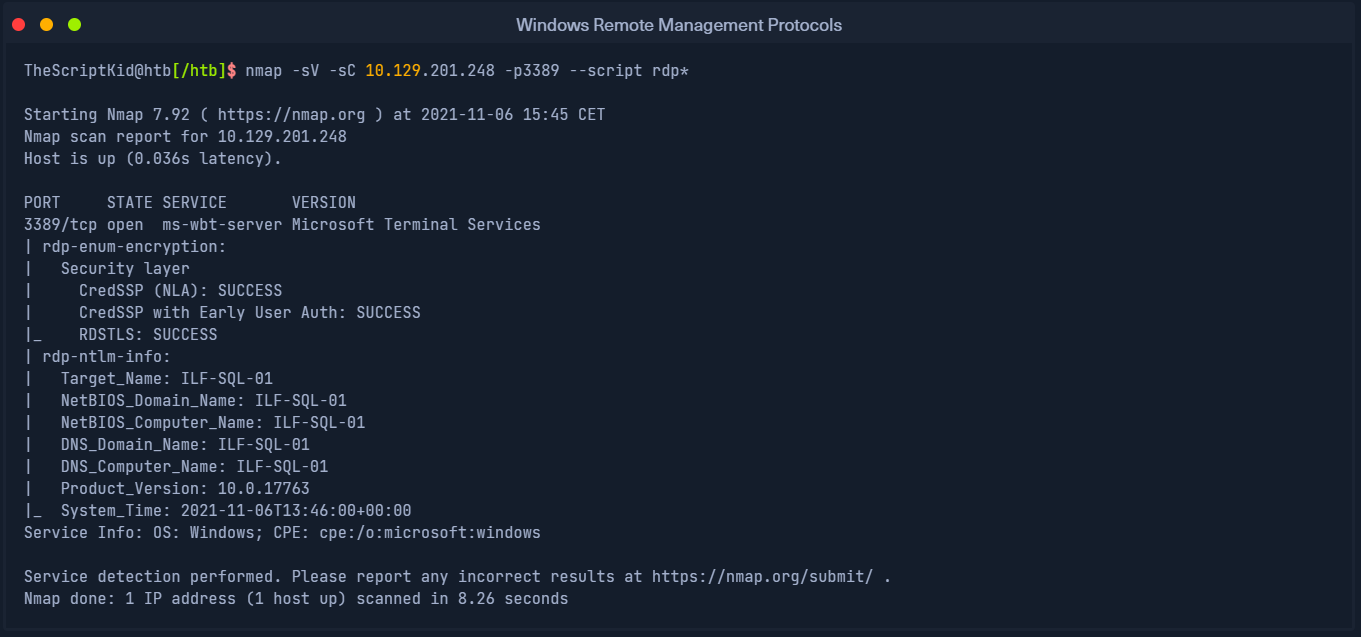 Windows Remote Management Protocols
TheScriptKid@htb[/htb]$ nmap -sV -sC 10.129.201.248 -p3389 --script rdp*
Starting Nmap 7.92 ( https://nmap.org ) at 2021-11-06 15:45 CET
Nmap scan report for 10.129.201.248
Host is up (0.036s latency).
PORT     STATE SERVICE       VERSION
3389/tcp open  ms-wbt-server Microsoft Terminal Services
| rdp-enum-encryption:
|   Security layer
|     CredSSP (NLA): SUCCESS
|     CredSSP with Early User Auth: SUCCESS
|_    RDSTLS: SUCCESS
| rdp-ntlm-info:
|   Target_Name: ILF-SQL-01
|   NetBIOS_Domain_Name: ILF-SQL-01
|   NetBIOS_Computer_Name: ILF-SQL-01
|   DNS_Domain_Name: ILF-SQL-01
|   DNS_Computer_Name: ILF-SQL-01
|   Product_Version: 10.0.17763
|_  System_Time: 2021-11-06T13:46:00+00:00
Service Info: OS: Windows; CPE: cpe:/o:microsoft:windows
Service detection performed. Please report any incorrect results at https://nmap.org/submit/ .
Nmap done: 1 IP address (1 host up) scanned in 8.26 seconds